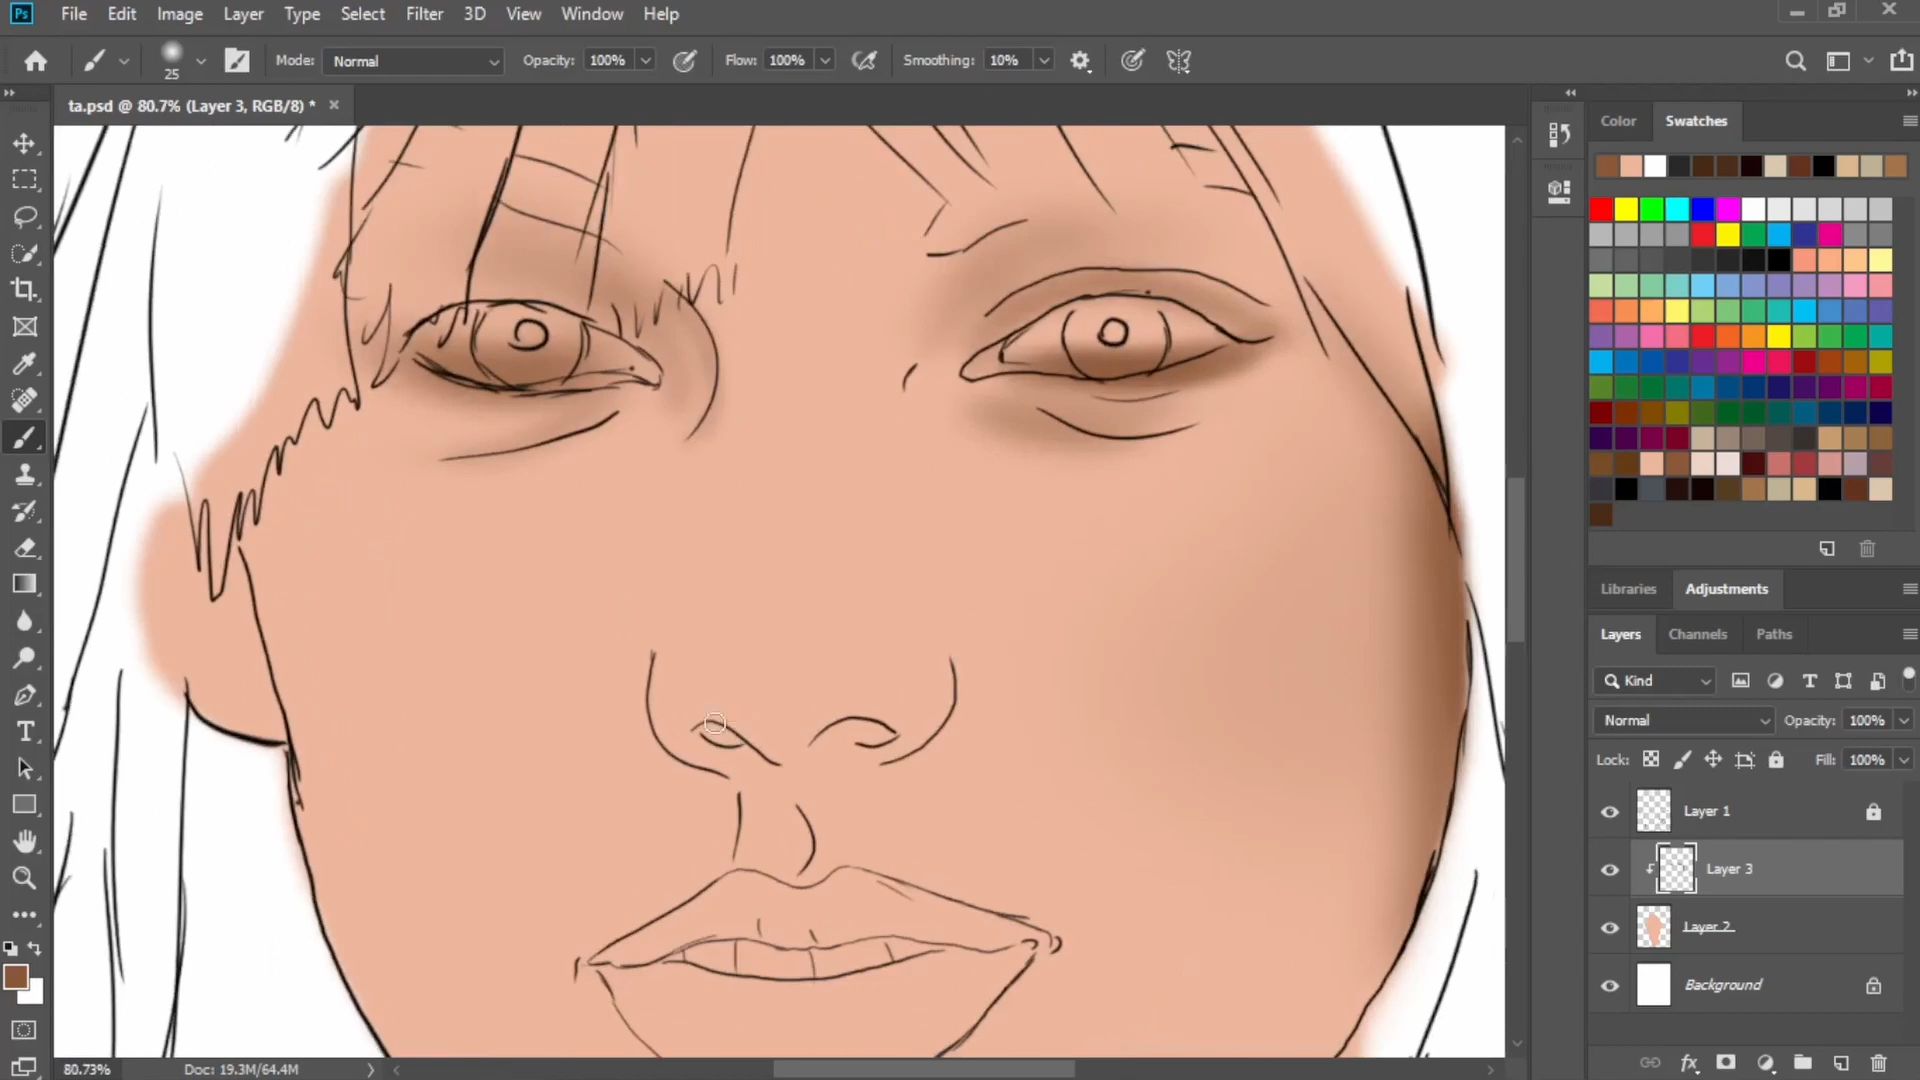 Ps File Edit Image Layer Type Select Filter 3D View Window Help
25 Mode: Normal Opacity: 100% Flow: 100% Smoothing: 10%
ta.psd @ 80.7% (Layer 3, RGB/8) *
Color Swatches
Libraries Adjustments
Layers Channels Paths
Kind
Normal Opacity: 100%
Lock: Fill: 100%
Layer 1
Layer 3
Layer 2
Background
80.73% Doc: 19.3M/64.4M
fx